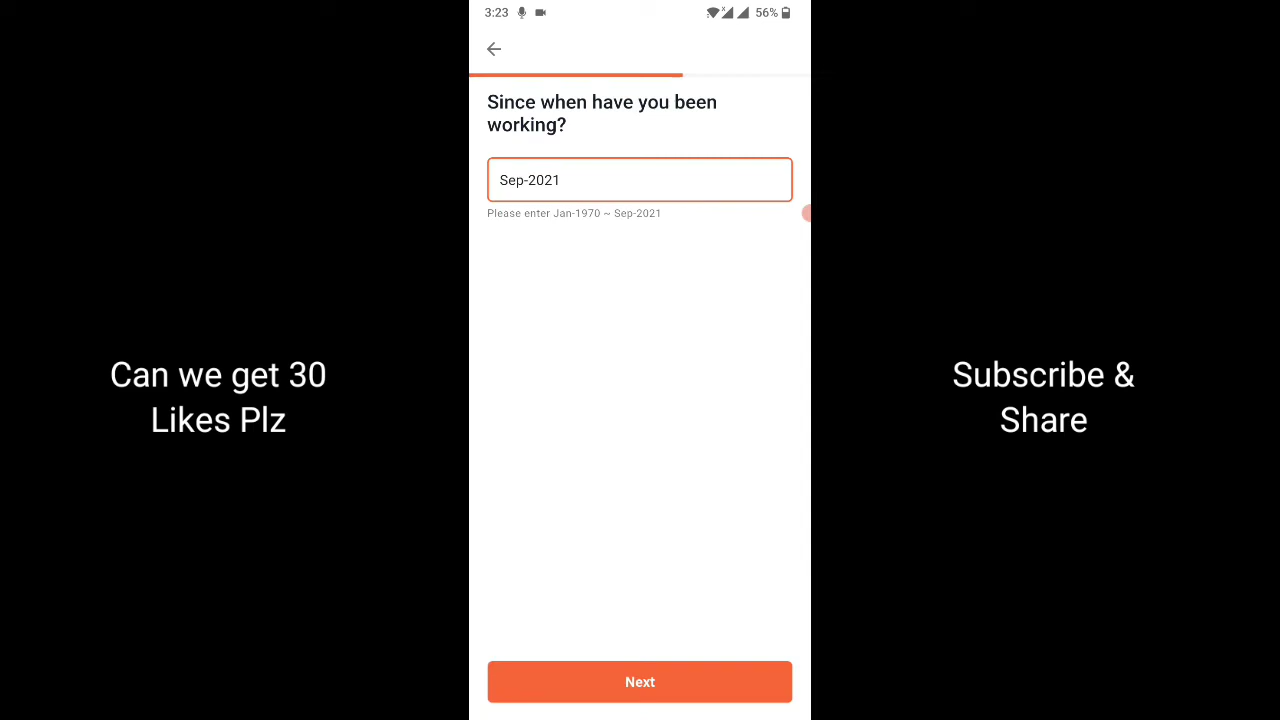 3:23
56%
Since when have you been
working?
Sep-2021
Please enter Jan-1970 ~ Sep-2021
Can we get 30
Likes Plz
Subscribe &
Share
Next